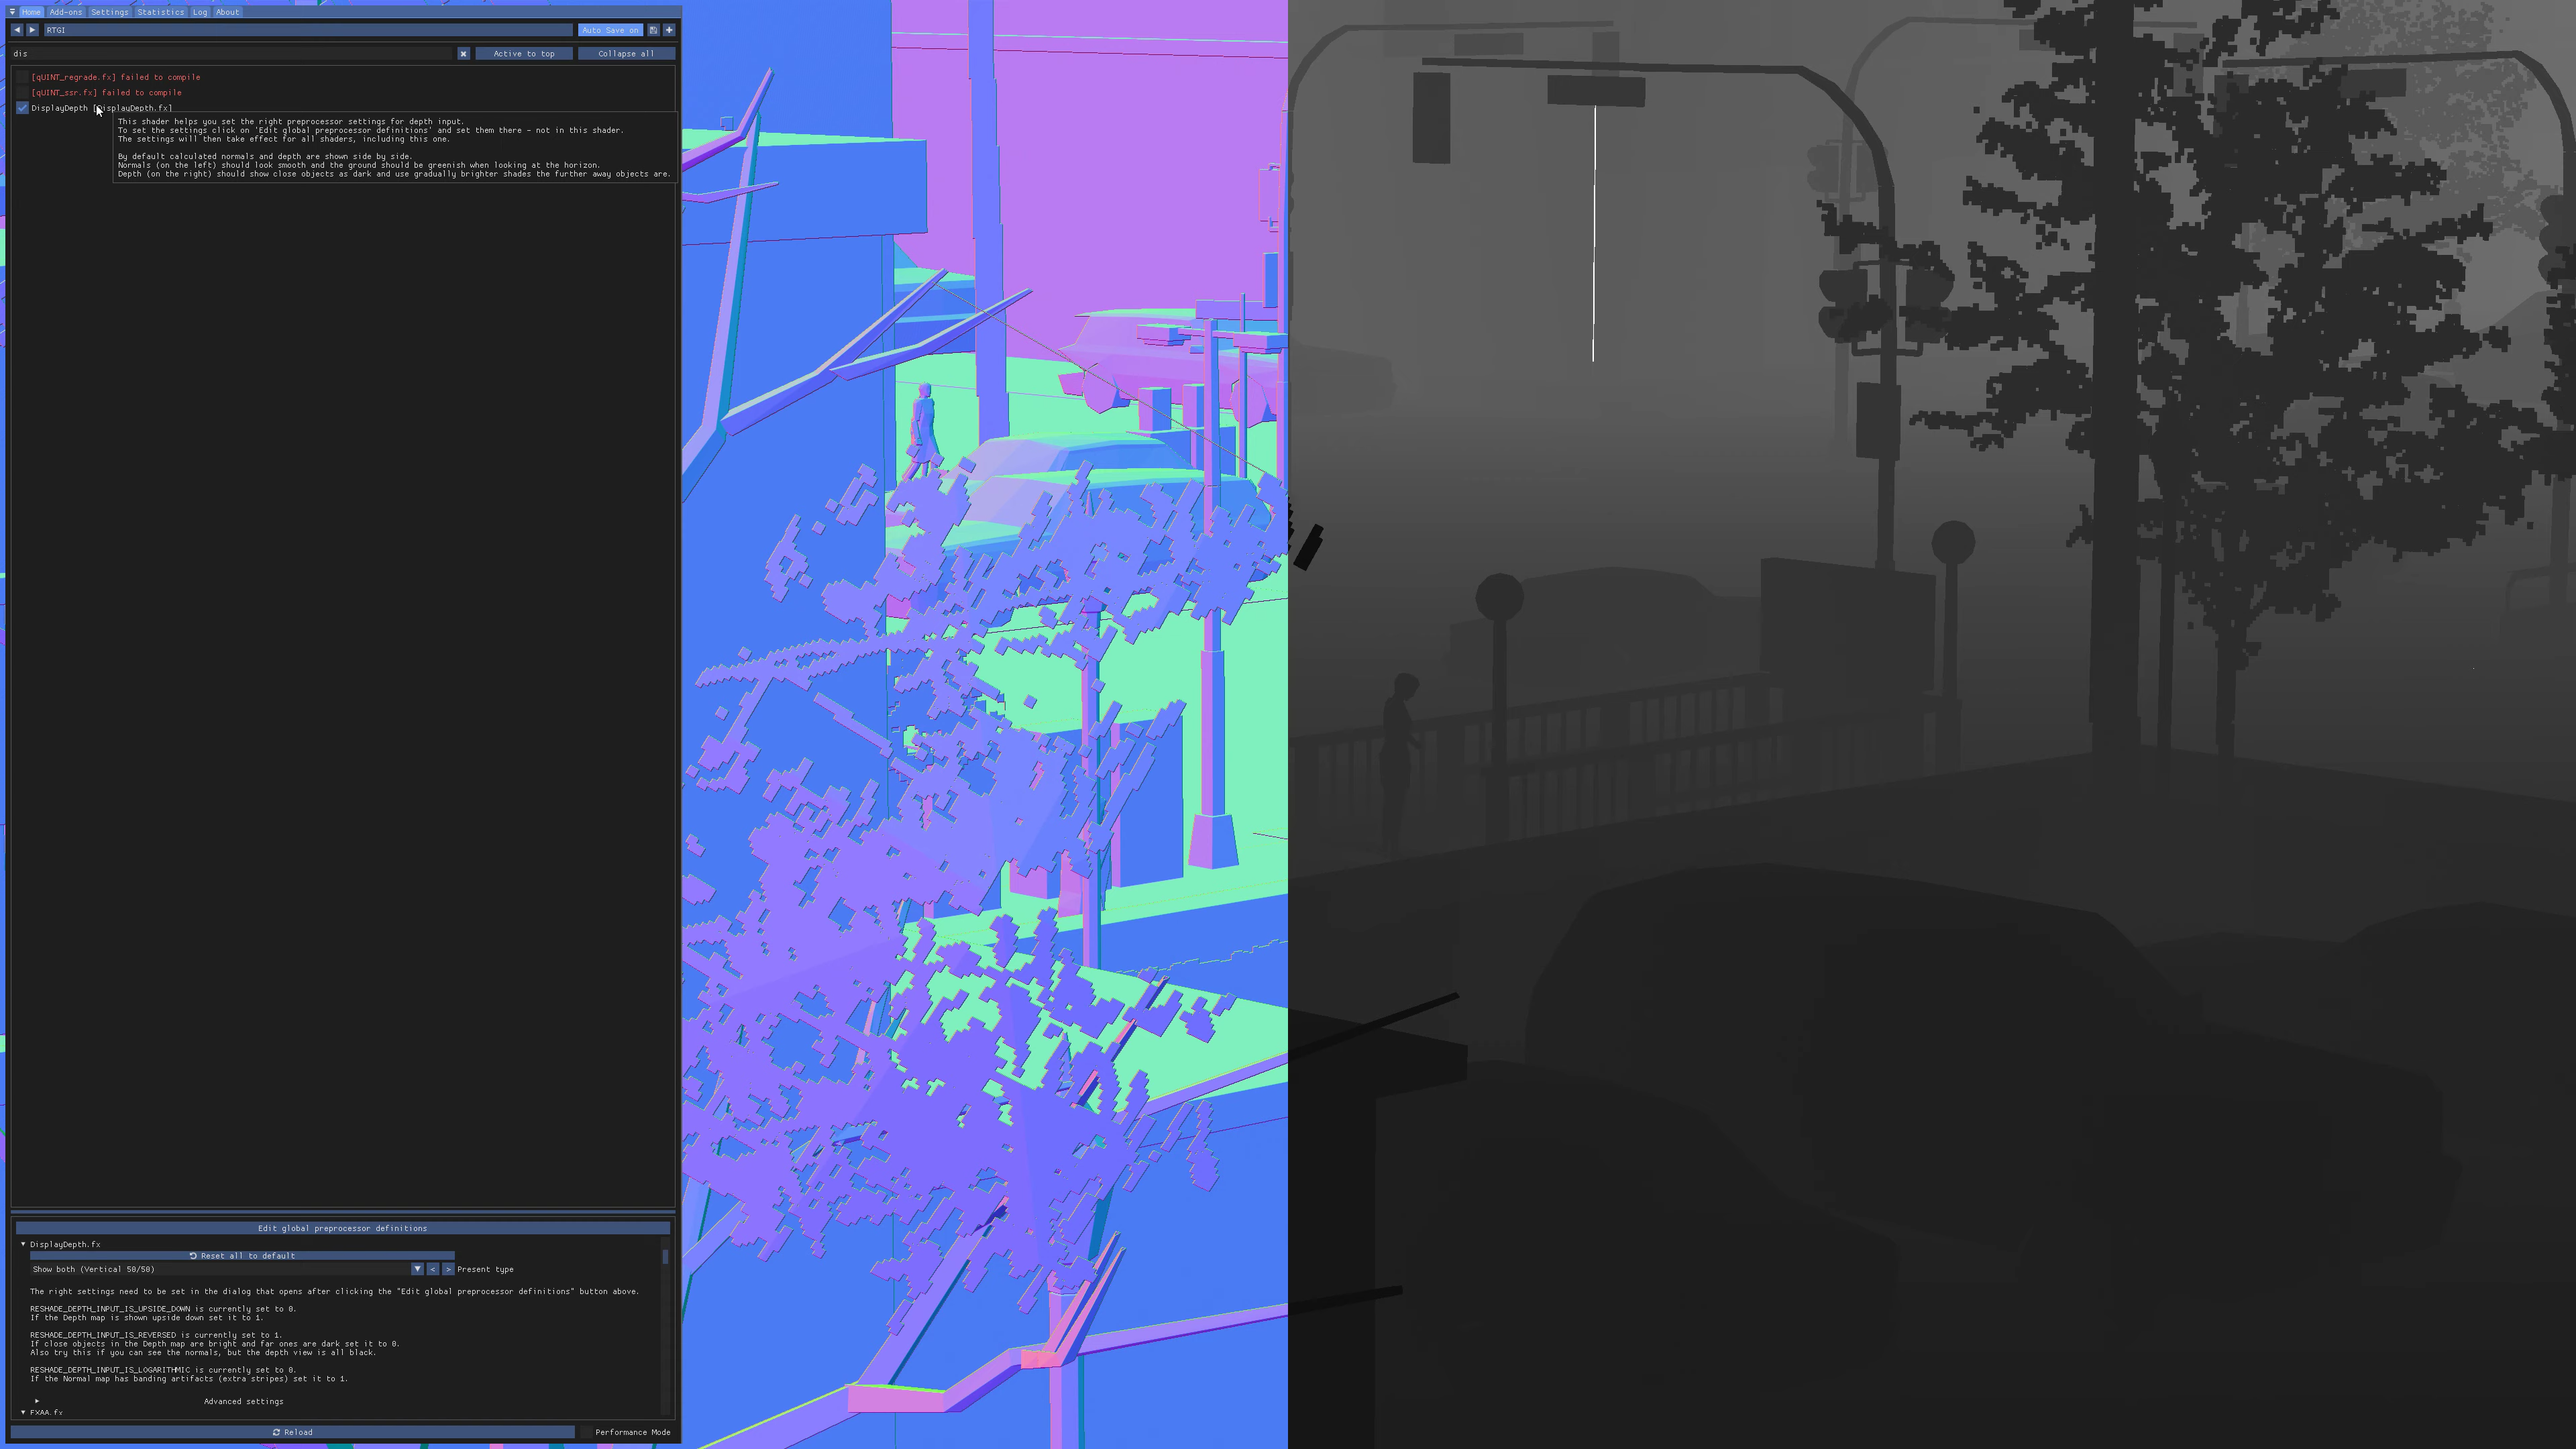 Home Add-ons Settings Statistics Log About
RTGI Auto Save on
dis Active to top Collapse all
[qUINT_regrade.fx] failed to compile
[qUINT_ssr.fx] failed to compile
DisplayDepth [DisplayDepth.fx]
This shader helps you set the right preprocessor settings for depth input.
To set the settings click on 'Edit global preprocessor definitions' and set them there - not in this shader.
The settings will then take effect for all shaders, including this one.
By default calculated normals and depth are shown side by side.
Normals (on the left) should look smooth and the ground should be greenish when looking at the horizon.
Depth (on the right) should show close objects as dark and use gradually brighter shades the further away objects are.
Edit global preprocessor definitions
DisplayDepth.fx
Reset all to default
Show both (Vertical 50/50) < > Present type
The right settings need to be set in the dialog that opens after clicking the "Edit global preprocessor definitions" button above.
RESHADE_DEPTH_INPUT_IS_UPSIDE_DOWN is currently set to 0.
If the Depth map is shown upside down set it to 1.
RESHADE_DEPTH_INPUT_IS_REVERSED is currently set to 1.
If close objects in the Depth map are bright and far ones are dark set it to 0.
Also try this if you can see the normals, but the depth view is all black.
RESHADE_DEPTH_INPUT_IS_LOGARITHMIC is currently set to 0.
If the Normal map has banding artifacts (extra stripes) set it to 1.
Advanced settings
FXAA.fx
Reload Performance Mode